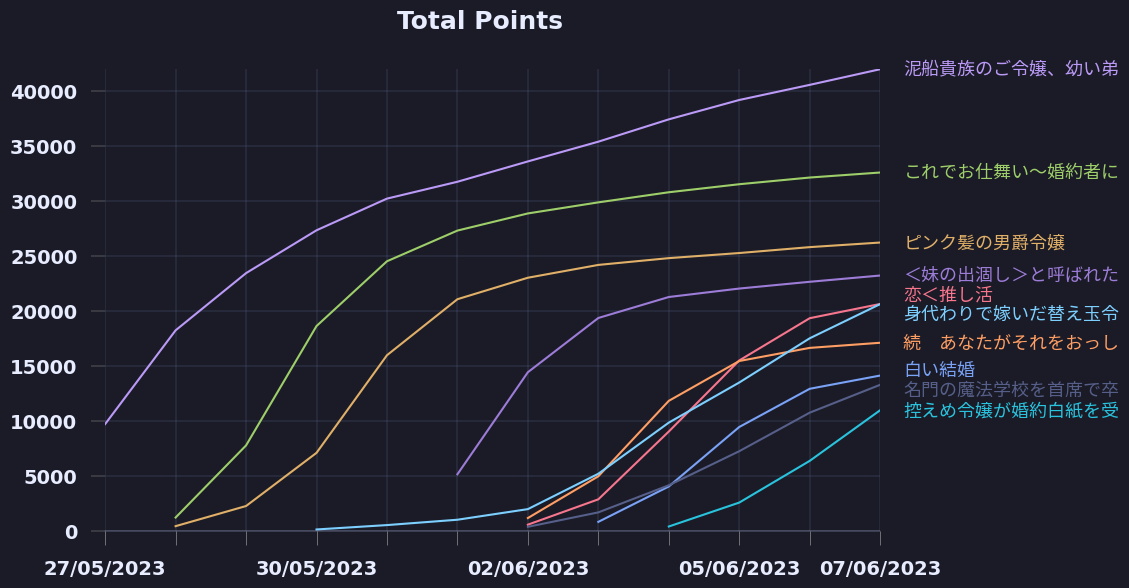 Total Points
40000
35000
30000
25000
20000
15000
10000
5000
0
27/05/2023
30/05/2023
02/06/2023
05/06/2023
07/06/2023
泥船貴族のご令嬢、幼い弟
これでお仕舞い～婚約者に
ピンク髪の男爵令嬢
＜妹の出涸し＞と呼ばれた
恋＜推し活
身代わりで嫁いだ替え玉令
続　あなたがそれをおっし
白い結婚
名門の魔法学校を首席で卒
控えめ令嬢が婚約白紙を受